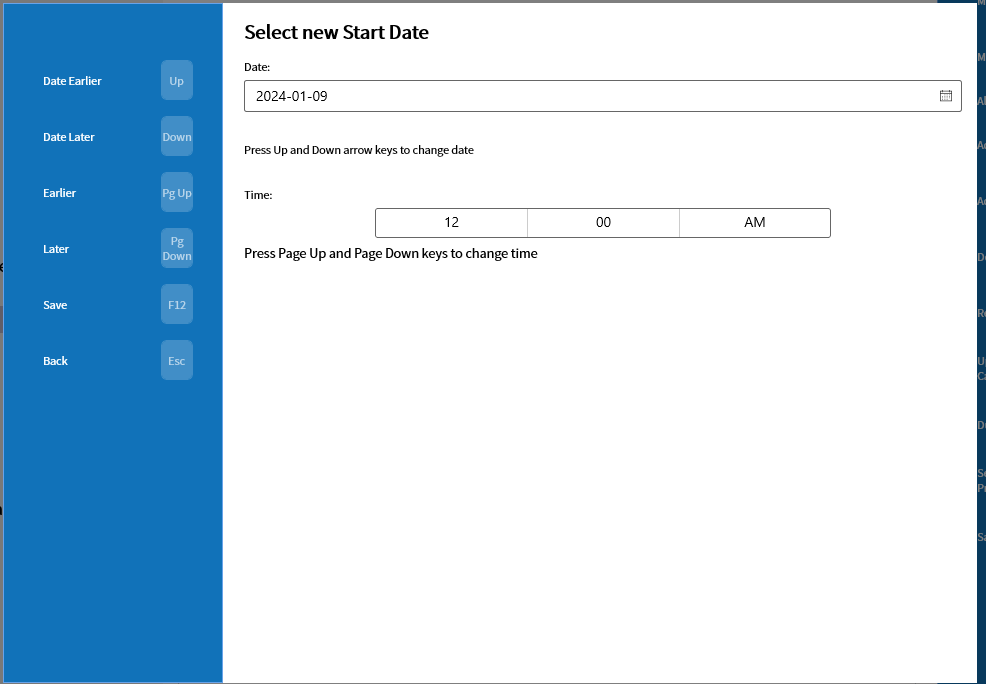 Select new Start Date
Date:
2024-01-09
Press Up and Down arrow keys to change date
Time:
12 00 AM
Press Page Up and Page Down keys to change time
Date Earlier Up
Date Later Down
Earlier Pg Up
Later Pg Down
Save F12
Back Esc